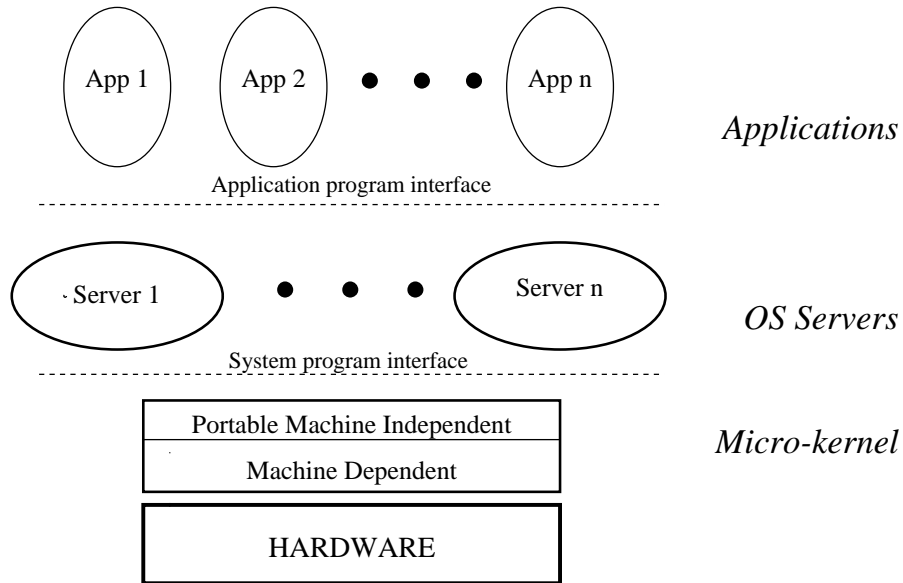 App 1
App 2
App n
Applications
Application program interface
Server 1
Server n
OS Servers
System program interface
Portable Machine Independent
Micro-kernel
Machine Dependent
HARDWARE